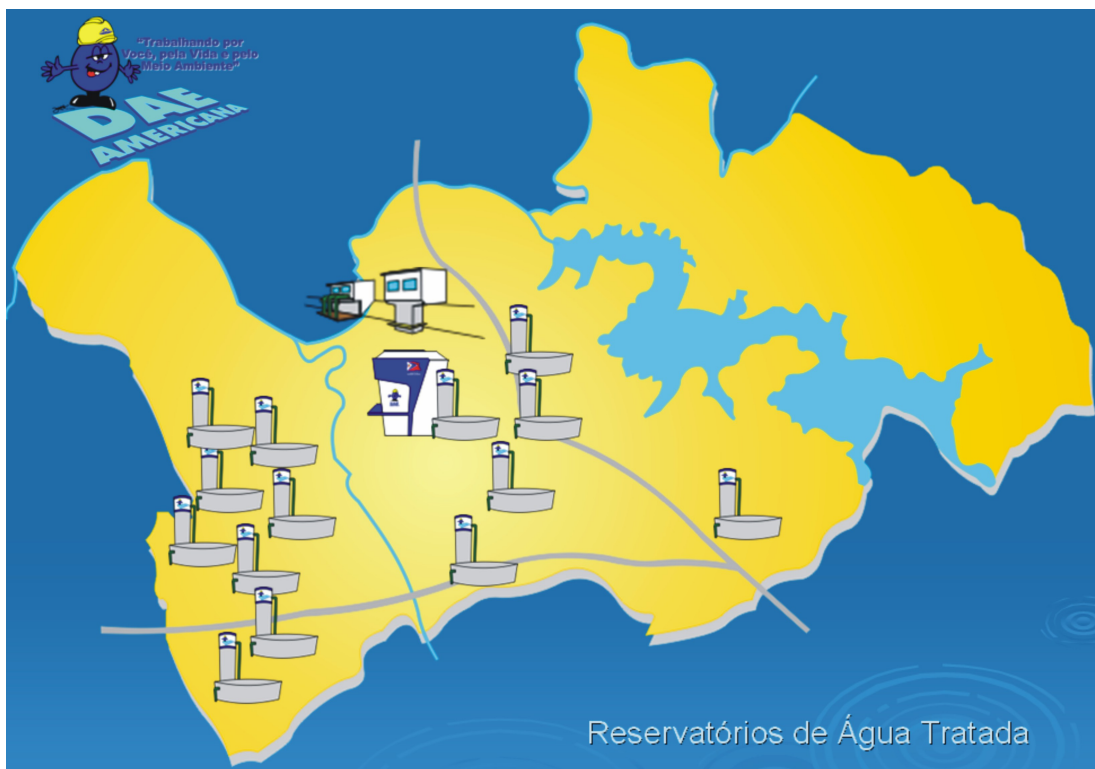 "Trabalhando por
Você, pela Vida e pelo
Meio Ambiente"
DAE
AMERICANA
Reservatórios de Água Tratada